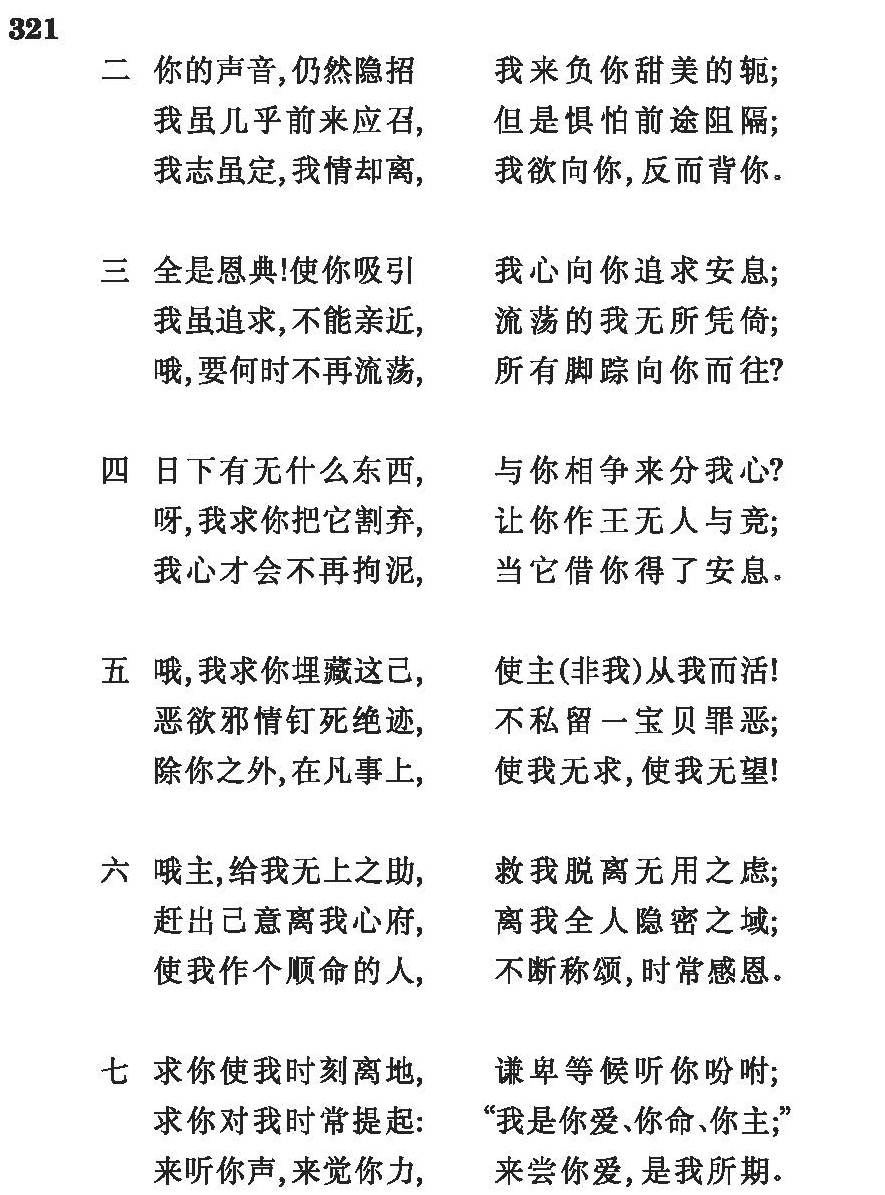 321
二 你的声音,仍然隐招 我来负你甜美的轭;
我虽几乎前来应召, 但是惧怕前途阻隔;
我志虽定,我情却离, 我欲向你,反而背你。
三 全是恩典!使你吸引 我心向你追求安息;
我虽追求,不能亲近, 流荡的我无所凭倚;
哦,要何时不再流荡, 所有脚踪向你而往?
四 日下有无什么东西, 与你相争来分我心?
呀,我求你把它割弃, 让你作王无人与竞;
我心才会不再拘泥, 当它借你得了安息。
五 哦,我求你埋藏这己, 使主(非我)从我而活!
恶欲邪情钉死绝迹, 不私留一宝贝罪恶;
除你之外,在凡事上, 使我无求,使我无望!
六 哦主,给我无上之助, 救我脱离无用之虑;
赶出己意离我心府, 离我全人隐密之域;
使我作个顺命的人, 不断称颂,时常感恩。
七 求你使我时刻离地, 谦卑等候听你吩咐;
求你对我时常提起: “我是你爱、你命、你主;”
来听你声,来觉你力, 来尝你爱,是我所期。